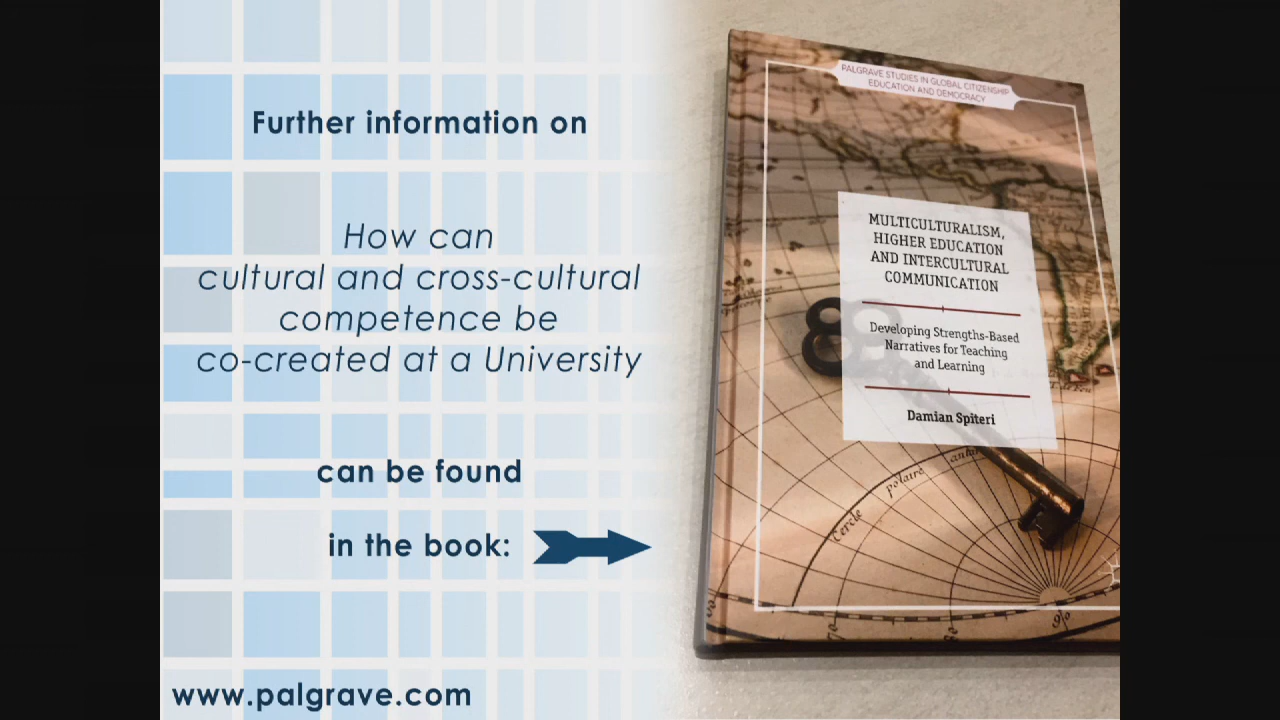 Further information on
How can
cultural and cross-cultural
competence be
co-created at a University
can be found
in the book:
www.palgrave.com
PALGRAVE STUDIES IN GLOBAL CITIZENSHIP
EDUCATION AND DEMOCRACY
MULTICULTURALISM,
HIGHER EDUCATION
AND INTERCULTURAL
COMMUNICATION
Developing Strengths-Based
Narratives for Teaching
and Learning
Damian Spiteri
Cercle polaire